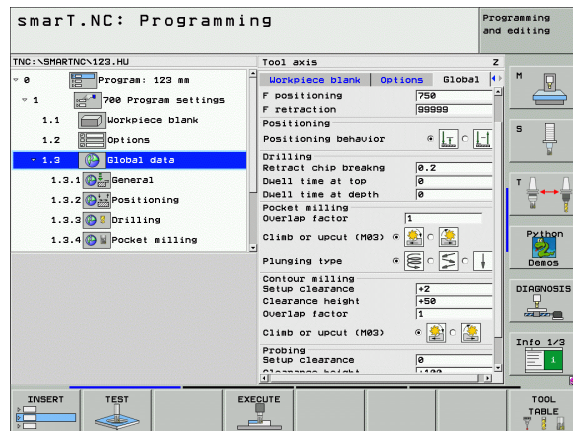 smarT.NC: Programming
Programming and editing
TNC:\SMARTNC\123.HU
Tool axis Z
0 Program: 123 mm
1 700 Program settings
1.1 Workpiece blank
1.2 Options
1.3 Global data
1.3.1 General
1.3.2 Positioning
1.3.3 Drilling
1.3.4 Pocket milling
Workpiece blank Options Global
F positioning 750
F retraction 99999
Positioning
Positioning behavior
Drilling
Retract chip breakng 0.2
Dwell time at top 0
Dwell time at depth 0
Pocket milling
Overlap factor 1
Climb or upcut (M03)
Plunging type
Contour milling
Setup clearance +2
Clearance height +50
Overlap factor 1
Climb or upcut (M03)
Probing
Setup clearance 0
Clearance height +100
M
S
T
Python
Demos
DIAGNOSIS
Info 1/3
1
INSERT
TEST
EXECUTE
TOOL
TABLE